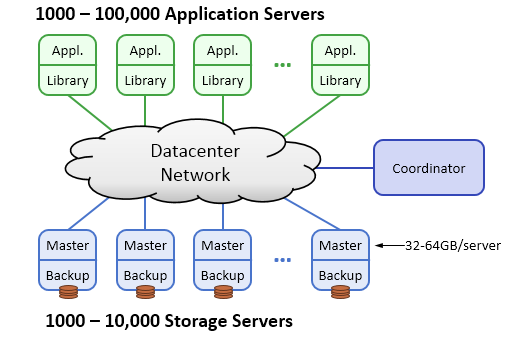 1000 – 100,000 Application Servers
Appl. Appl. Appl. ... Appl.
Library Library Library Library
Datacenter
Network
Coordinator
Master Master Master ... Master 32-64GB/server
Backup Backup Backup Backup
1000 – 10,000 Storage Servers